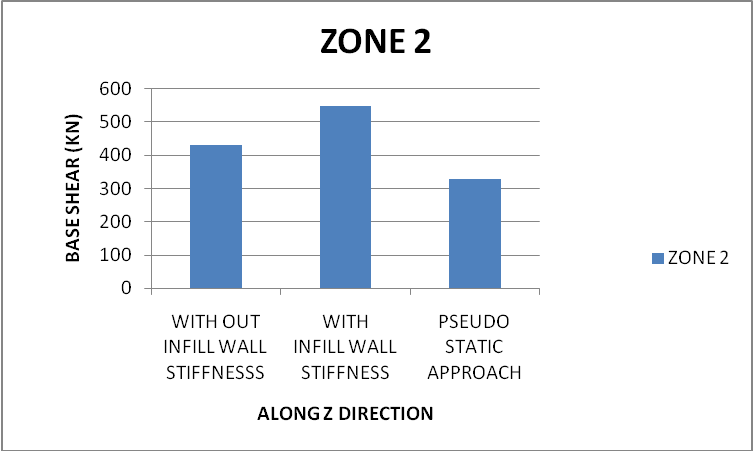 ZONE 2
BASE SHEAR (KN)
600
500
400
300
200
100
0
WITH OUT
INFILL WALL
STIFFNESSS
WITH
INFILL WALL
STIFFNESS
PSEUDO
STATIC
APPROACH
ALONG Z DIRECTION
ZONE 2